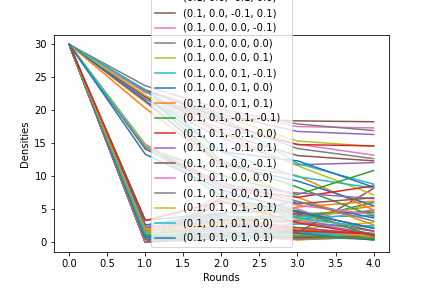 (0.1, 0.0, -0.1, 0.1)
(0.1, 0.0, 0.0, -0.1)
(0.1, 0.0, 0.0, 0.0)
(0.1, 0.0, 0.0, 0.1)
(0.1, 0.0, 0.1, -0.1)
(0.1, 0.0, 0.1, 0.0)
(0.1, 0.0, 0.1, 0.1)
(0.1, 0.1, -0.1, -0.1)
(0.1, 0.1, -0.1, 0.0)
(0.1, 0.1, -0.1, 0.1)
(0.1, 0.1, 0.0, -0.1)
(0.1, 0.1, 0.0, 0.0)
(0.1, 0.1, 0.0, 0.1)
(0.1, 0.1, 0.1, -0.1)
(0.1, 0.1, 0.1, 0.0)
(0.1, 0.1, 0.1, 0.1)
30
25
20
15
10
5
0
Densities
0.0 0.5 1.0 1.5 2.0 2.5 3.0 3.5 4.0
Rounds